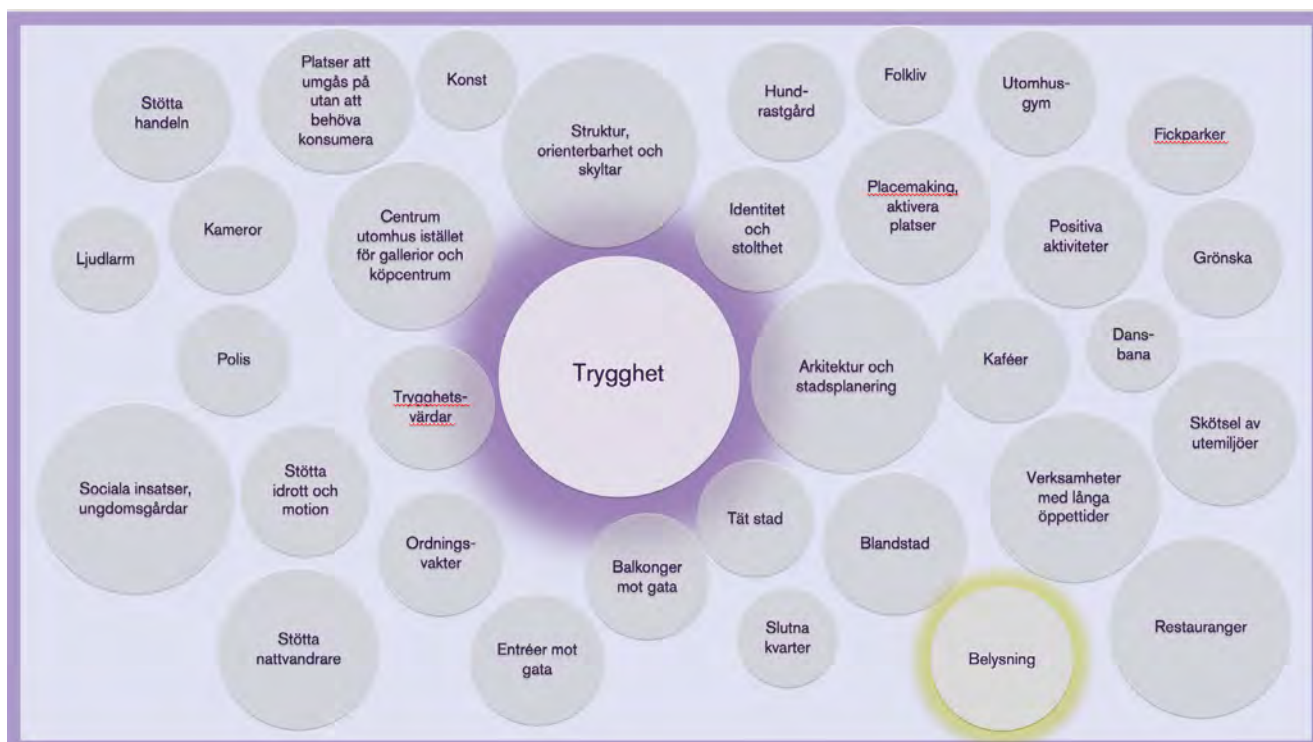 Stötta
handeln
Platser att
umgås på
utan att
behöva
konsumera
Konst
Struktur,
orienterbarhet och
skyltar
Hund-
rastgård
Folkliv
Utomhus-
gym
Fickparker
Ljudlarm
Kameror
Centrum
utomhus istället
för gallerior och
köpcentrum
Identitet
och
stolthet
Placemaking,
aktivera
platser
Positiva
aktiviteter
Grönska
Polis
Trygghets-
värdar
Trygghet
Arkitektur och
stadsplanering
Kaféer
Dans-
bana
Skötsel av
utemiljöer
Sociala insatser,
ungdomsgårdar
Stötta
idrott och
motion
Ordnings-
vakter
Balkonger
mot gata
Tät stad
Blandstad
Verksamheter
med långa
öppettider
Stötta
nattvandrare
Entréer mot
gata
Slutna
kvarter
Belysning
Restauranger